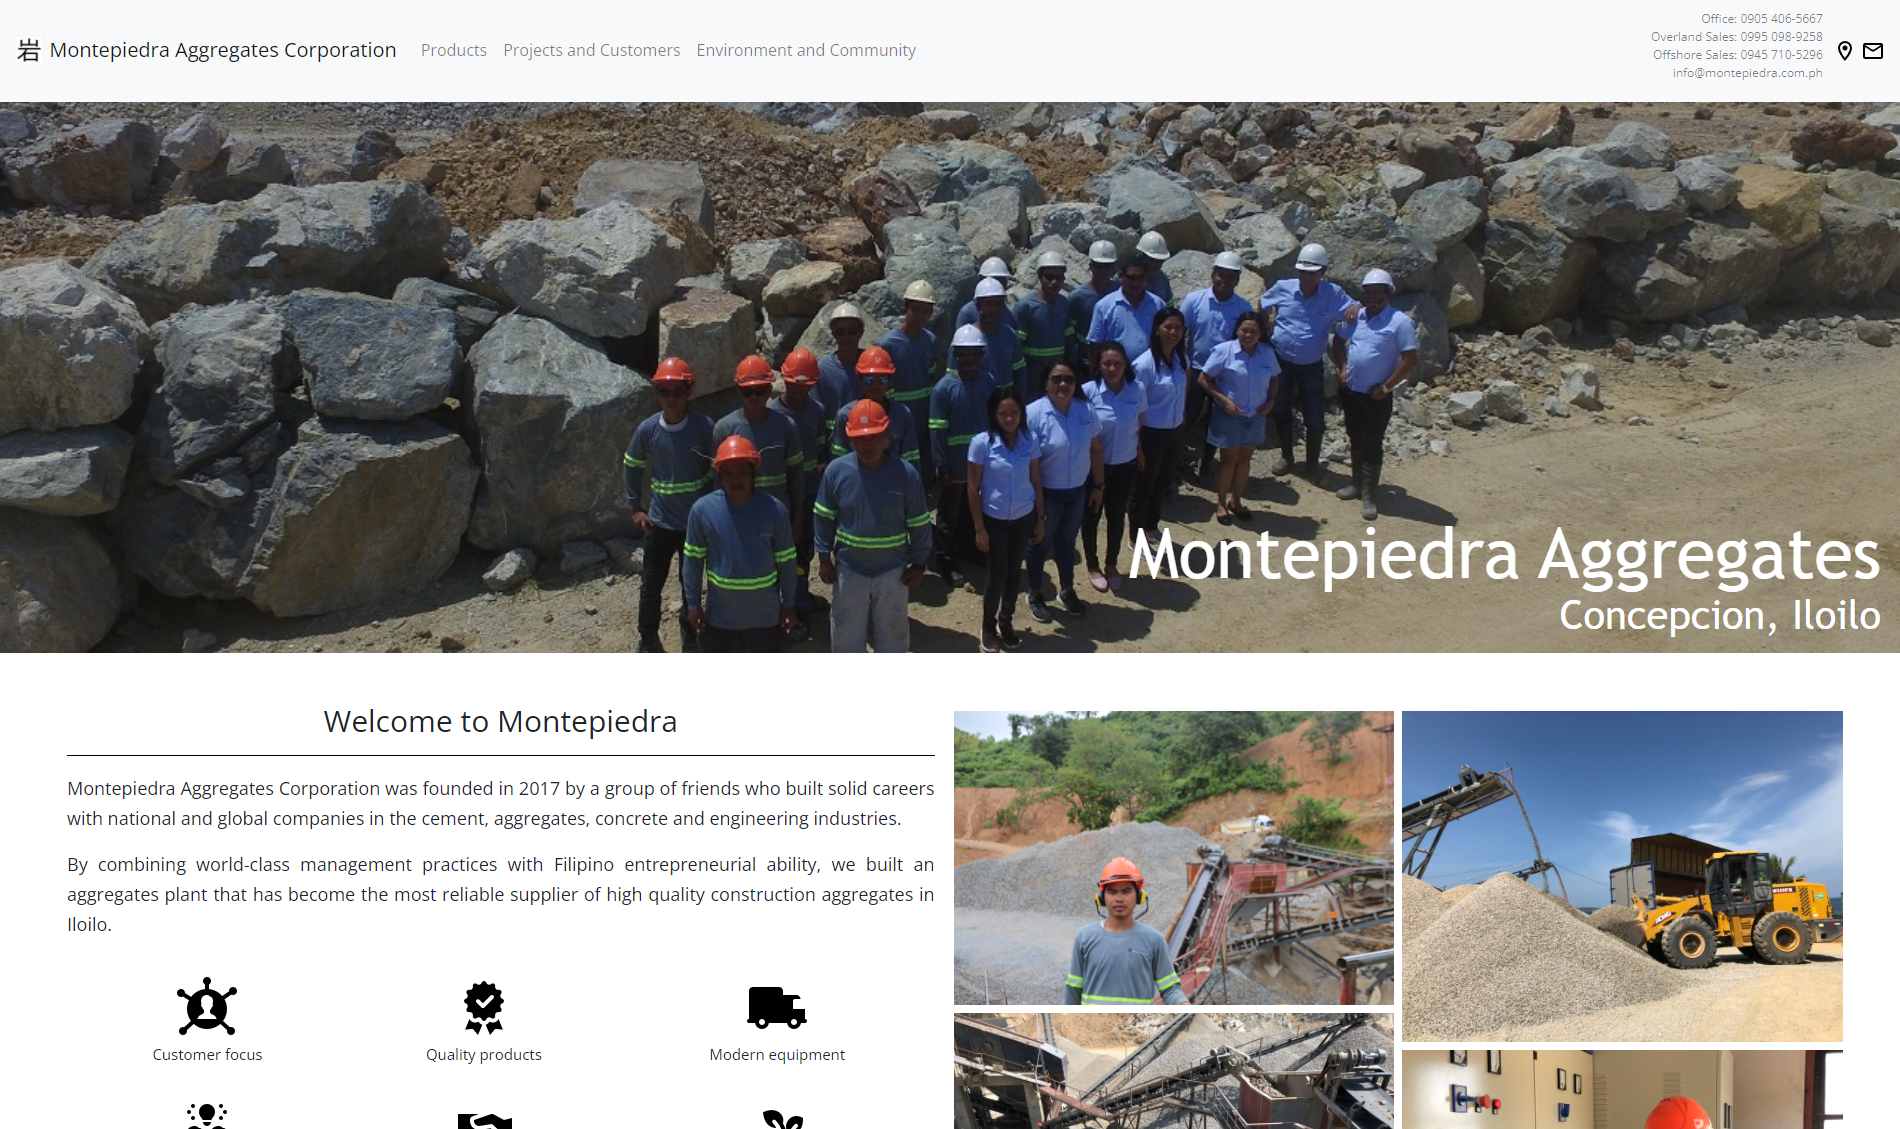 岩 Montepiedra Aggregates Corporation
Products
Projects and Customers
Environment and Community
Office: 0905 406-5667
Overland Sales: 0995 098-9258
Offshore Sales: 0945 710-5296
info@montepiedra.com.ph
Montepiedra Aggregates
Concepcion, Iloilo
Welcome to Montepiedra
Montepiedra Aggregates Corporation was founded in 2017 by a group of friends who built solid careers
with national and global companies in the cement, aggregates, concrete and engineering industries.
By combining world-class management practices with Filipino entrepreneurial ability, we built an
aggregates plant that has become the most reliable supplier of high quality construction aggregates in
Iloilo.
Customer focus
Quality products
Modern equipment
XCMG